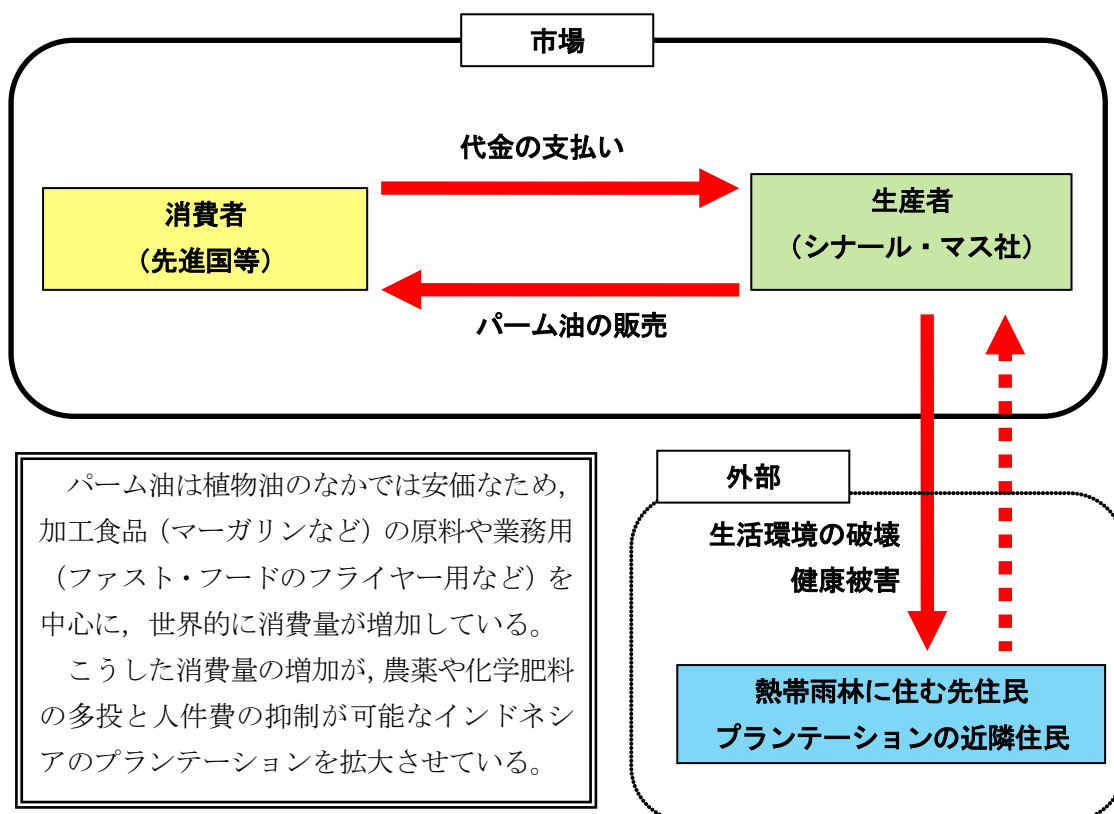 市場
代金の支払い
消費者
（先進国等）
生産者
（シナール・マス社）
パーム油の販売
パーム油は植物油のなかでは安価なため，
加工食品（マーガリンなど）の原料や業務用
（ファスト・フードのフライヤー用など）を
中心に，世界的に消費量が増加している。
こうした消費量の増加が，農薬や化学肥料
の多投と人件費の抑制が可能なインドネシ
アのプランテーションを拡大させている。
外部
生活環境の破壊
健康被害
熱帯雨林に住む先住民
プランテーションの近隣住民